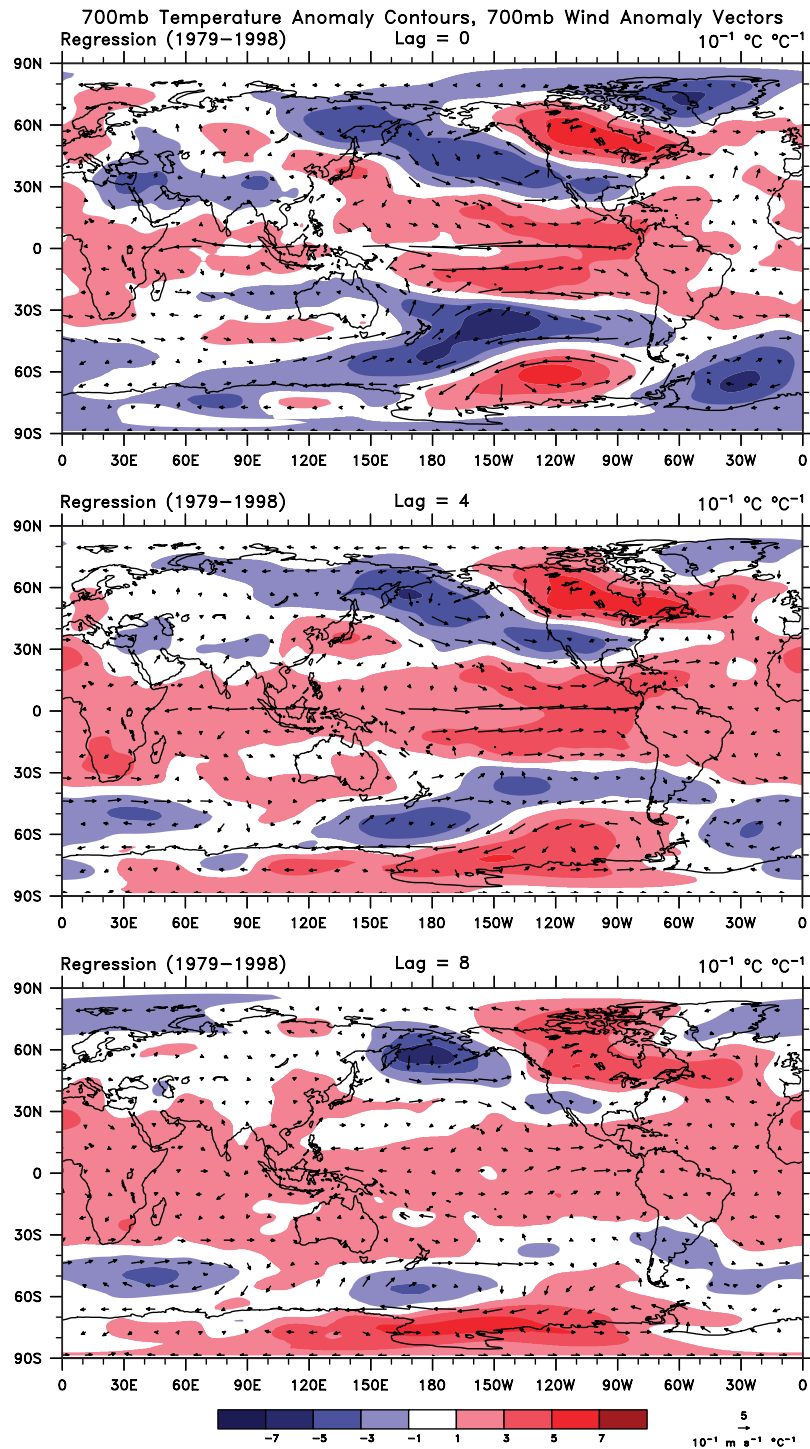 700mb Temperature Anomaly Contours, 700mb Wind Anomaly Vectors
Regression (1979−1998) Lag = 0 10⁻¹ °C °C⁻¹
90N
60N
30N
0
30S
60S
90S
0 30E 60E 90E 120E 150E 180 150W 120W 90W 60W 30W 0
Regression (1979−1998) Lag = 4 10⁻¹ °C °C⁻¹
90N
60N
30N
0
30S
60S
90S
0 30E 60E 90E 120E 150E 180 150W 120W 90W 60W 30W 0
Regression (1979−1998) Lag = 8 10⁻¹ °C °C⁻¹
90N
60N
30N
0
30S
60S
90S
0 30E 60E 90E 120E 150E 180 150W 120W 90W 60W 30W 0
−7 −5 −3 −1 1 3 5 7
5
10⁻¹ m s⁻¹ °C⁻¹